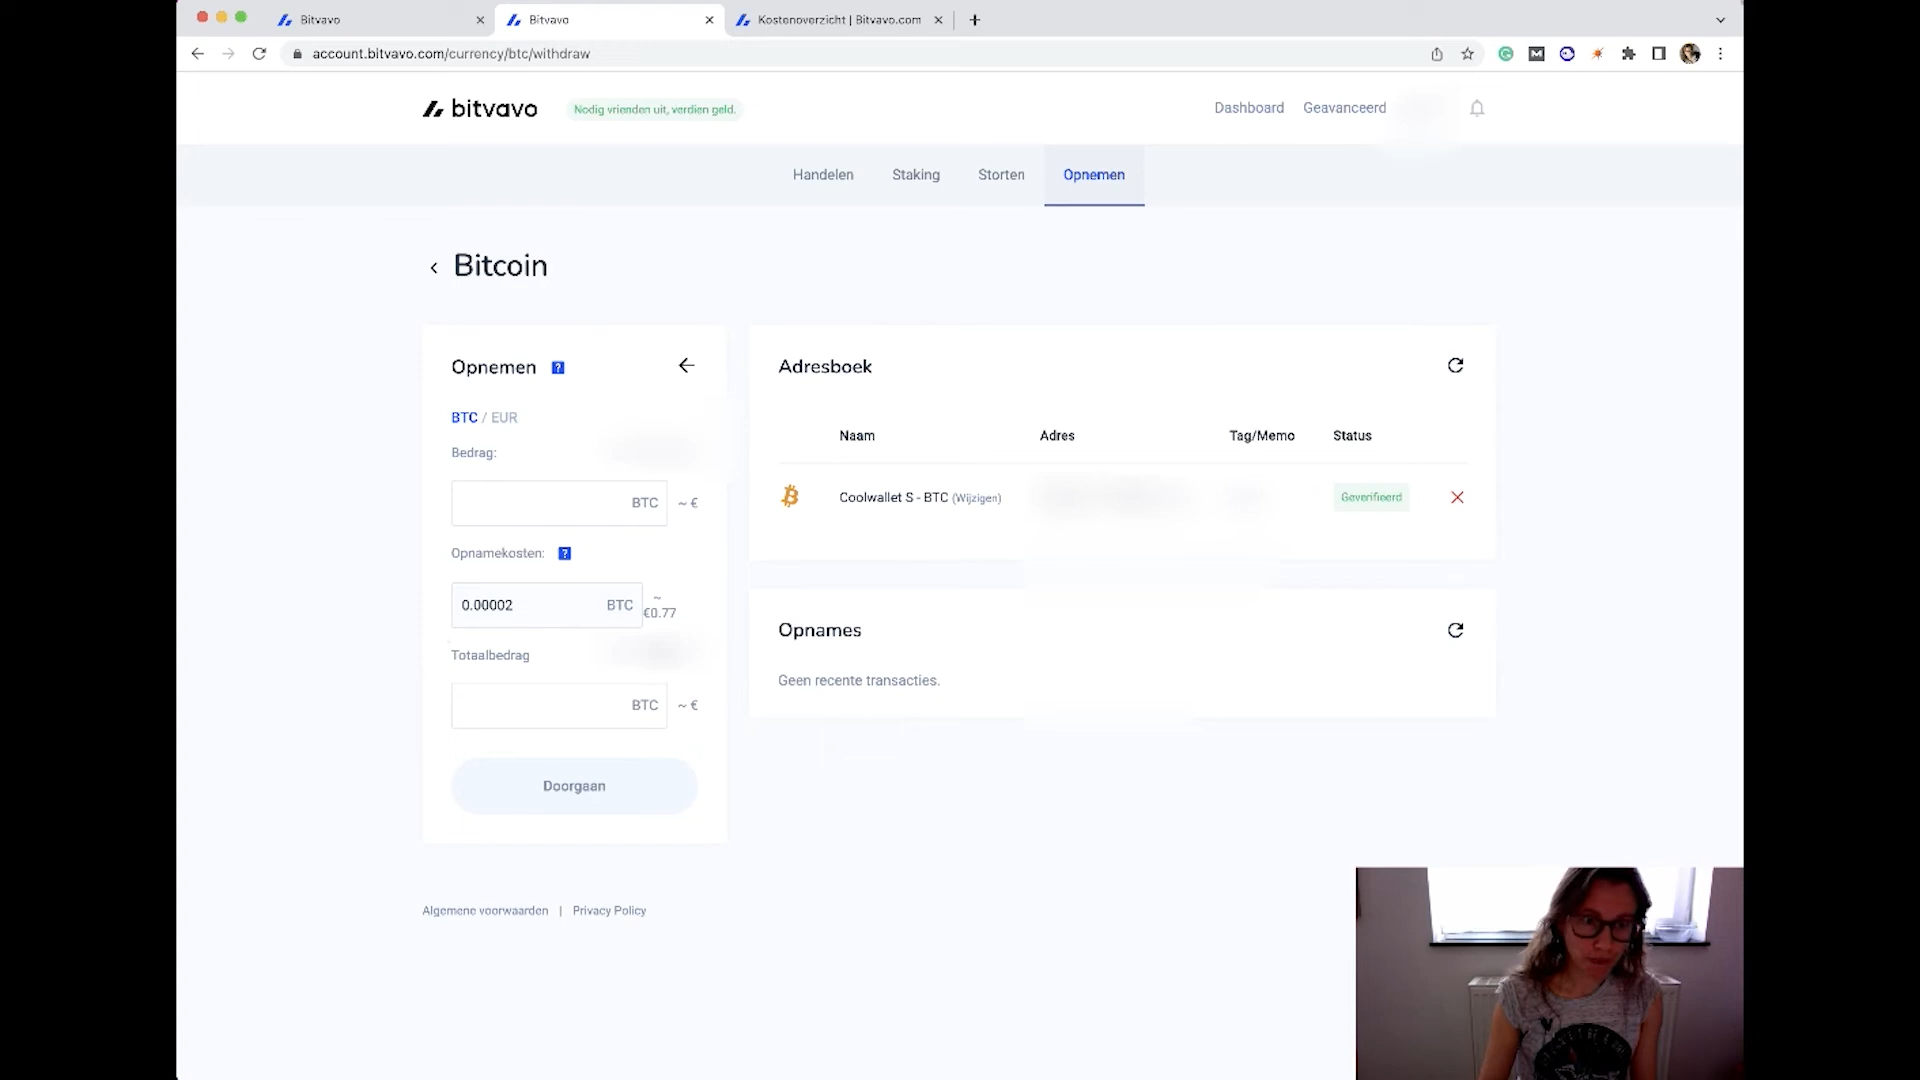 Bitvavo
Bitvavo
Kostenoverzicht | Bitvavo.com
account.bitvavo.com/currency/btc/withdraw
bitvavo
Nodig vrienden uit, verdien geld.
Dashboard
Geavanceerd
Handelen
Staking
Storten
Opnemen
Bitcoin
Opnemen ?
BTC / EUR
Bedrag:
BTC ~ €
Opnamekosten: ?
0.00002 BTC ~ €0.77
Totaalbedrag
BTC ~ €
Doorgaan
Adresboek
Naam Adres Tag/Memo Status
Coolwallet S - BTC (Wijzigen) Geverifieerd
Opnames
Geen recente transacties.
Algemene voorwaarden | Privacy Policy